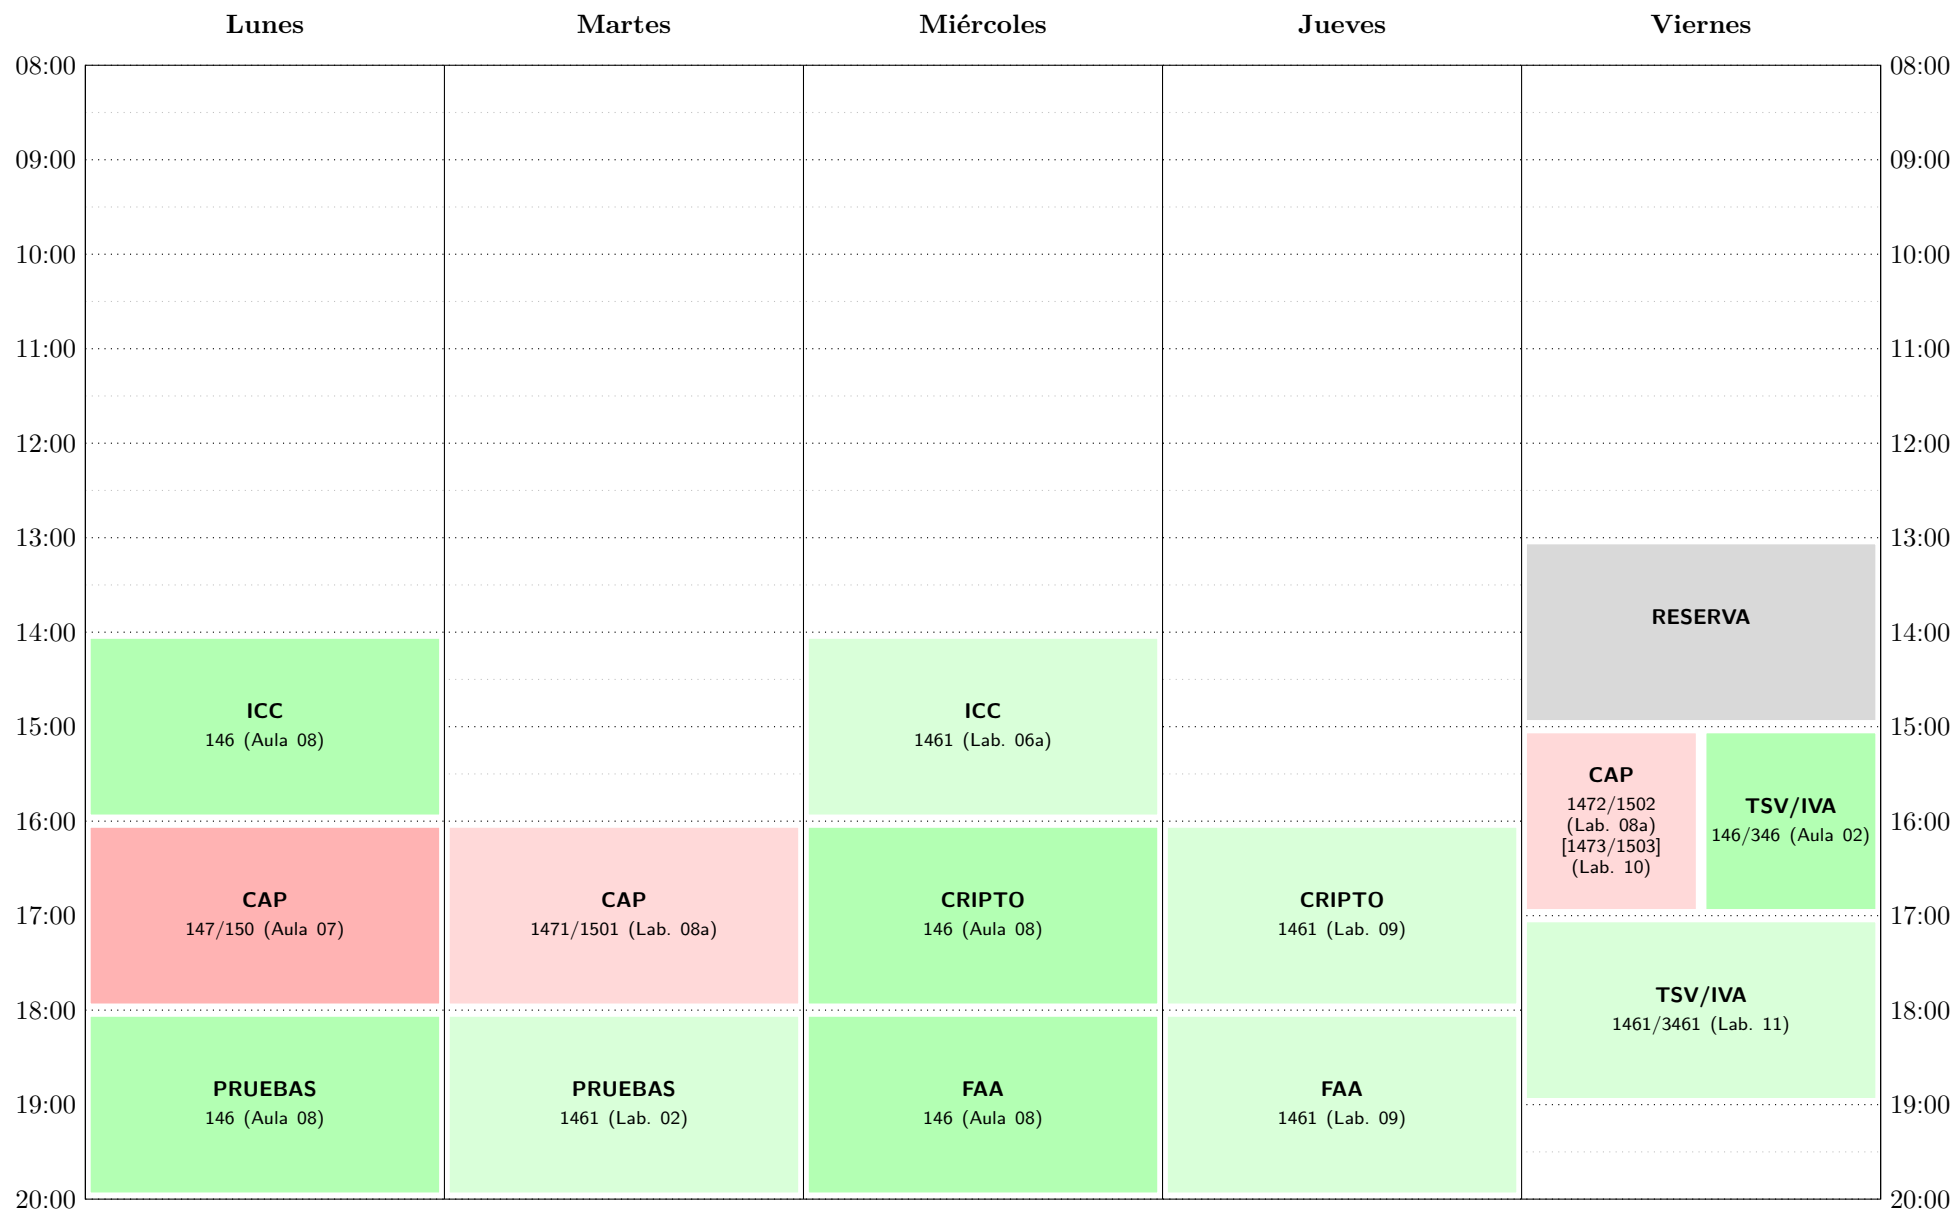 Lunes Martes Miércoles Jueves Viernes
08:00 08:00
09:00 09:00
10:00 10:00
11:00 11:00
12:00 12:00
13:00 13:00
RESERVA
14:00 14:00
ICC ICC
15:00 15:00
146 (Aula 08) 1461 (Lab. 06a)
CAP
1472/1502
(Lab. 08a)
[1473/1503]
(Lab. 10)
TSV/IVA
146/346 (Aula 02)
16:00 16:00
CAP CAP CRIPTO CRIPTO
17:00 17:00
147/150 (Aula 07) 1471/1501 (Lab. 08a) 146 (Aula 08) 1461 (Lab. 09)
TSV/IVA
18:00 18:00
1461/3461 (Lab. 11)
PRUEBAS PRUEBAS FAA FAA
19:00 19:00
146 (Aula 08) 1461 (Lab. 02) 146 (Aula 08) 1461 (Lab. 09)
20:00 20:00